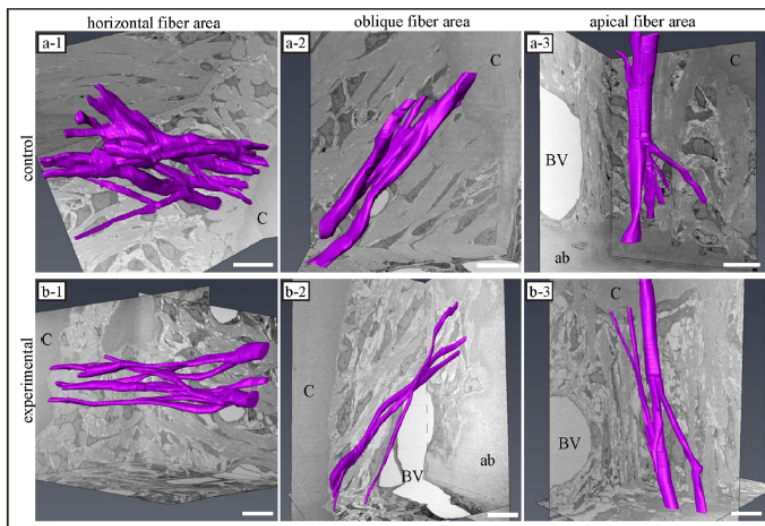 horizontal fiber area
oblique fiber area
apical fiber area
control
a-1
C
a-2
C
a-3
C
BV
ab
experimental
b-1
C
b-2
C
BV
ab
b-3
C
BV